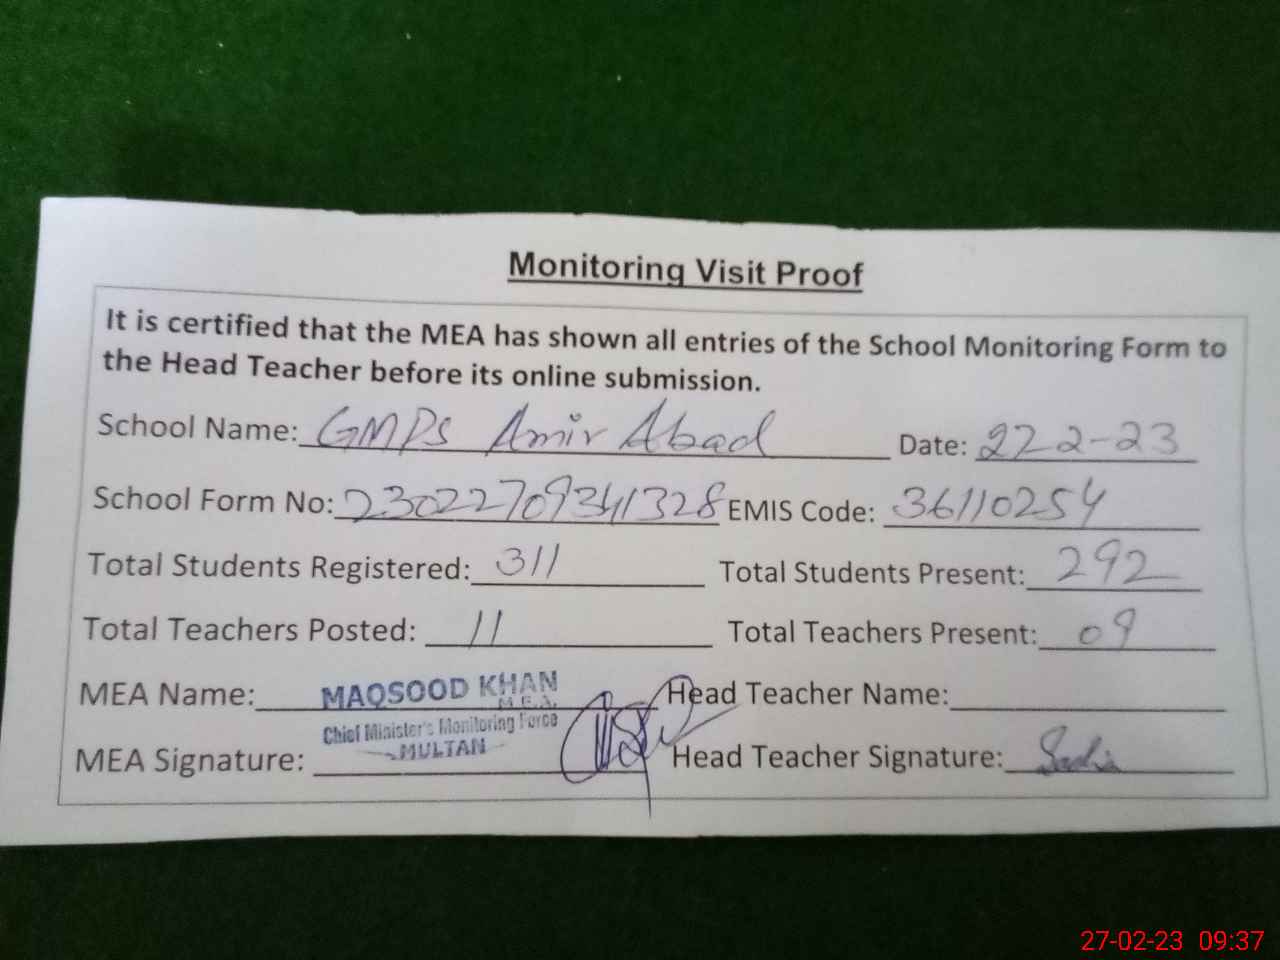 Monitoring Visit Proof
It is certified that the MEA has shown all entries of the School Monitoring Form to
the Head Teacher before its online submission.
School Name: GMPS Amir Abad Date: 27 2-23
School Form No: 23022709341328 EMIS Code: 36110254
Total Students Registered: 311 Total Students Present: 292
Total Teachers Posted: 11 Total Teachers Present: 09
MEA Name: MAQSOOD KHAN Head Teacher Name:
M.E.A.
Chief Minister's Monitoring Force
MULTAN
MEA Signature: Head Teacher Signature:
27-02-23 09:37